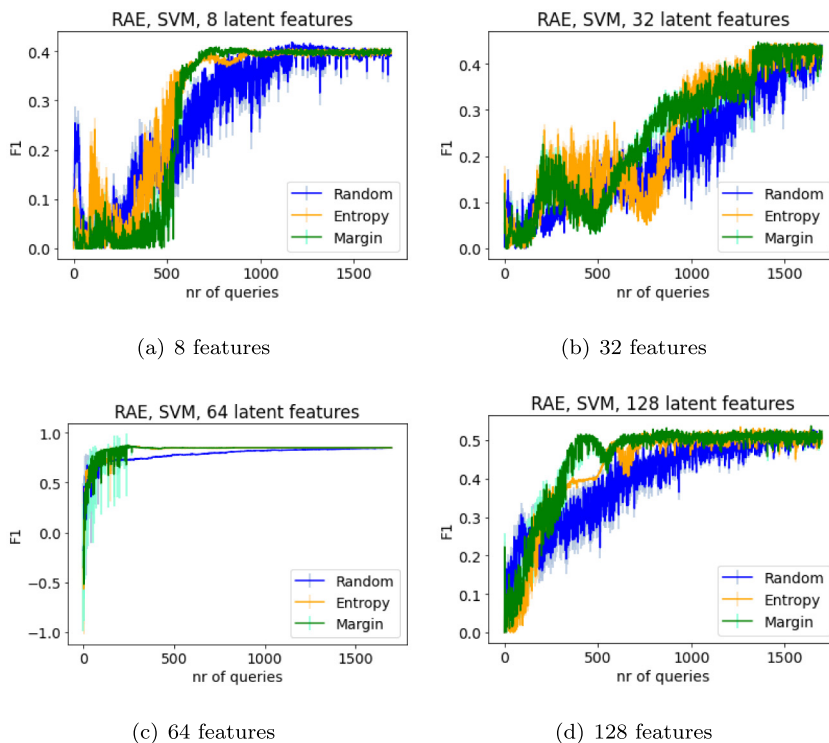 RAE, SVM, 8 latent features
F1
0.4
0.3
0.2
0.1
0.0
Random
Entropy
Margin
0
500
1000
1500
nr of queries
(a) 8 features
RAE, SVM, 32 latent features
F1
0.4
0.3
0.2
0.1
0.0
Random
Entropy
Margin
0
500
1000
1500
nr of queries
(b) 32 features
RAE, SVM, 64 latent features
F1
1.0
0.5
0.0
−0.5
−1.0
Random
Entropy
Margin
0
500
1000
1500
nr of queries
(c) 64 features
RAE, SVM, 128 latent features
F1
0.5
0.4
0.3
0.2
0.1
0.0
Random
Entropy
Margin
0
500
1000
1500
nr of queries
(d) 128 features